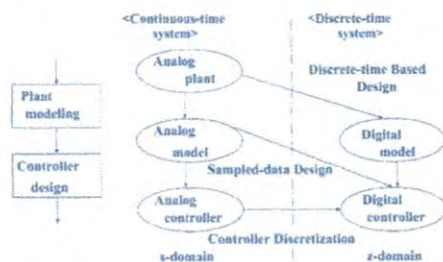 <Continuous-time
system>
<Discrete-time
system>
Plant
modeling
Controller
design
Analog
plant
Discrete-time Based
Design
Analog
model
Digital
model
Sampled-data Design
Analog
controller
Digital
controller
Controller Discretization
s-domain
z-domain